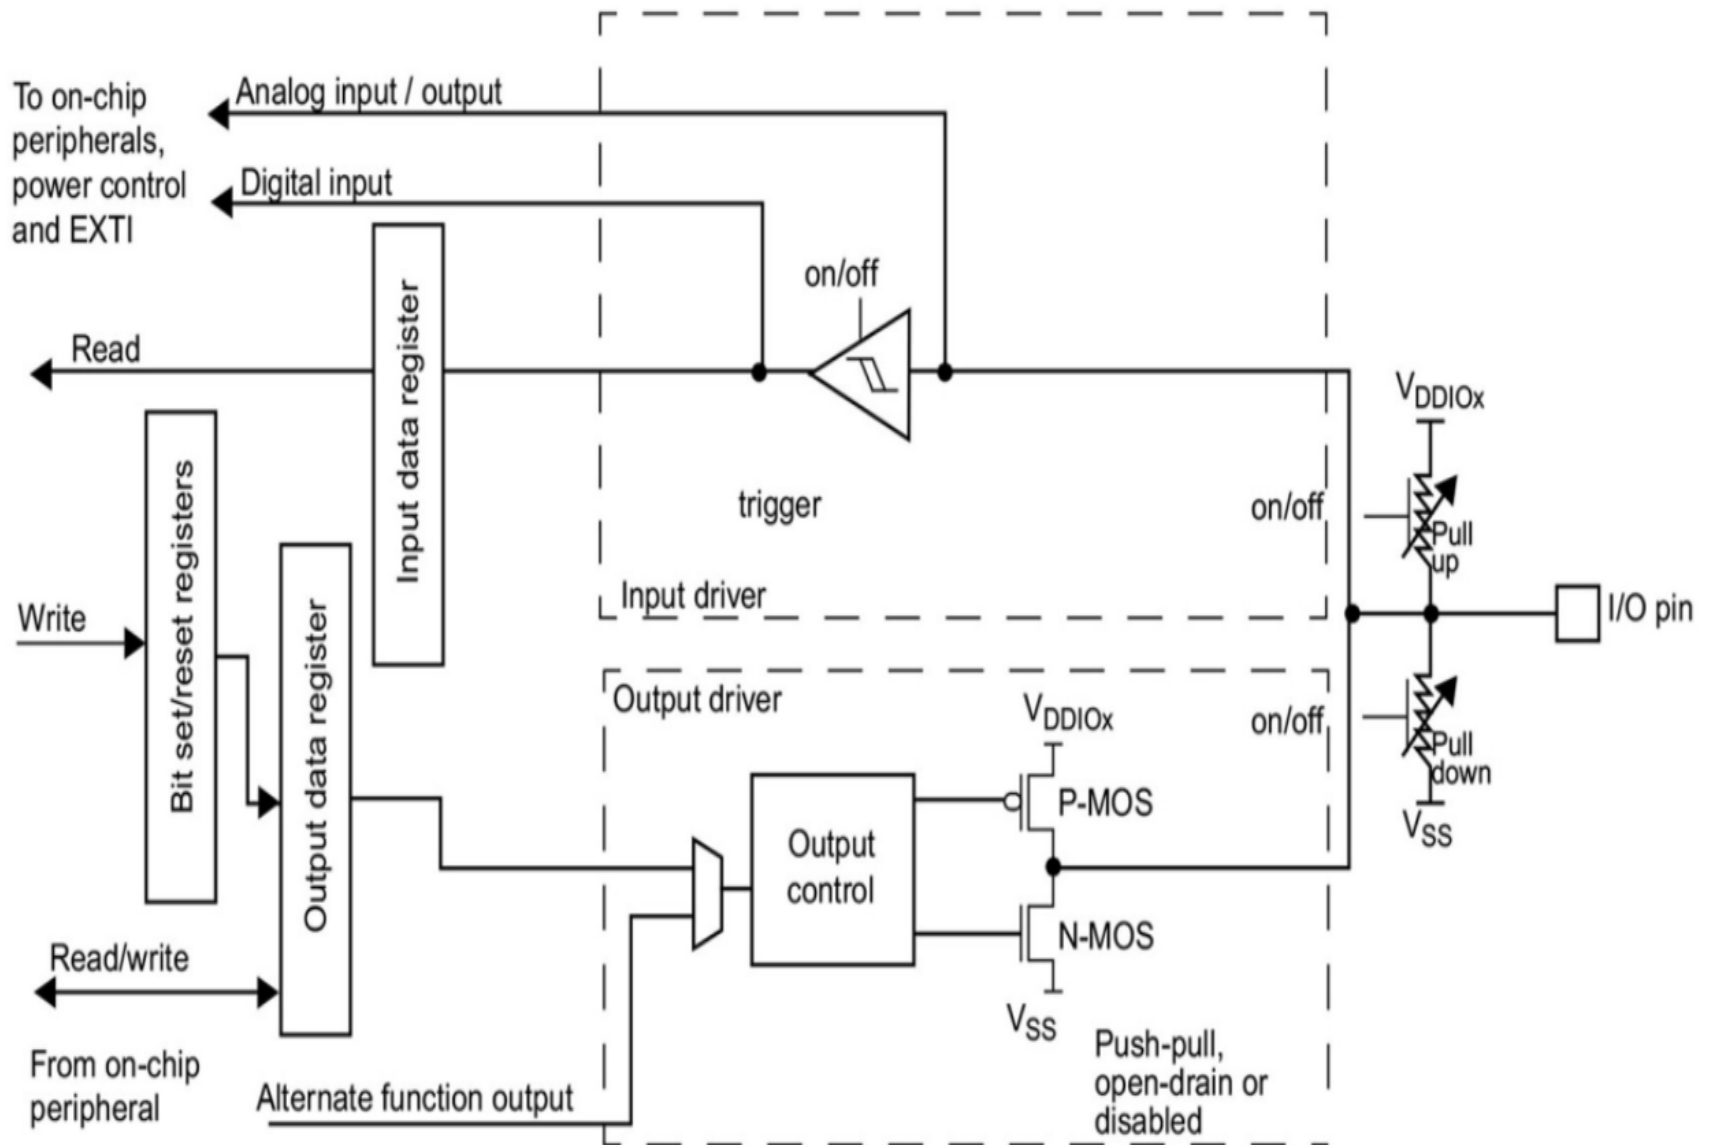 To on-chip
peripherals,
power control
and EXTI
Analog input / output
Digital input
on/off
Read
Input data register
trigger
Input driver
Bit set/reset registers
Write
Output data register
Read/write
From on-chip
peripheral
Alternate function output
Output driver
Output
control
VDDIOx
P-MOS
N-MOS
VSS
Push-pull,
open-drain or
disabled
on/off
on/off
VDDIOx
Pull
up
I/O pin
Pull
down
VSS